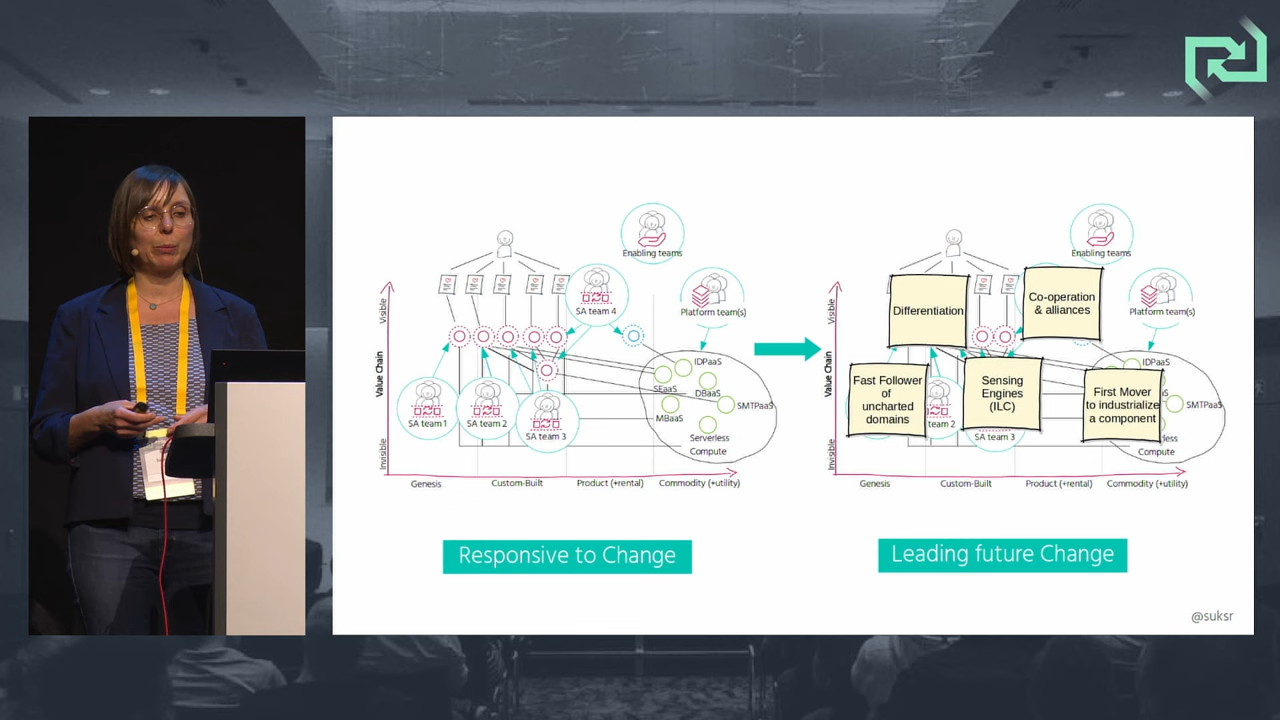 Enabling teams
SA team 4
Platform team(s)
Visible
Value Chain
Invisible
IDPaaS
SEaaS
DBaaS
SMTPaaS
MBaaS
SA team 1
SA team 2
SA team 3
Serverless
Compute
Genesis
Custom-Built
Product (+rental)
Commodity (+utility)
Responsive to Change
Enabling teams
Differentiation
Co-operation
& alliances
Platform team(s)
Visible
Value Chain
Invisible
IDPaaS
Fast Follower
of
uncharted
domains
Sensing
Engines
(ILC)
First Mover
to industrialize
a component
SMTPaaS
team 2
SA team 3
less
Compute
Genesis
Custom-Built
Product (+rental)
Commodity (+utility)
Leading future Change
@suksr